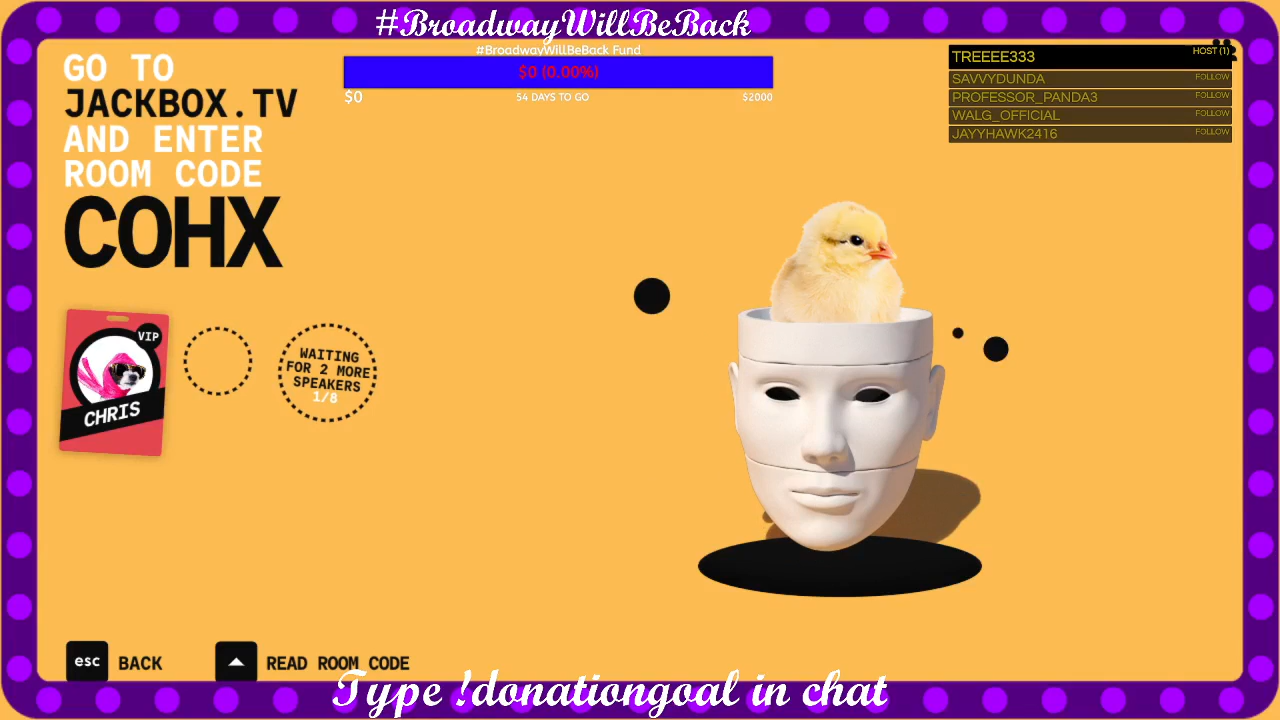 #BroadwayWillBeBack
#BroadwayWillBeBack Fund
$0 (0.00%)
$0
54 DAYS TO GO
$2000
HOST (1)
TREEEE333
SAVVYDUNDA
FOLLOW
PROFESSOR_PANDA3
FOLLOW
WALG_OFFICIAL
FOLLOW
JAYYHAWK2416
FOLLOW
GO TO
JACKBOX.TV
AND ENTER
ROOM CODE
COHX
VIP
CHRIS
WAITING
FOR 2 MORE
SPEAKERS
1/8
esc
BACK
READ ROOM CODE
Type !donationgoal in chat